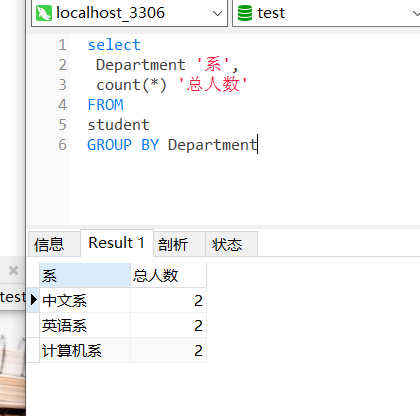 localhost_3306 test
1 select
2 Department '系',
3 count(*) '总人数'
4 FROM
5 student
6 GROUP BY Department
信息 Result 1 剖析 状态
系 总人数
test
中文系 2
英语系 2
计算机系 2